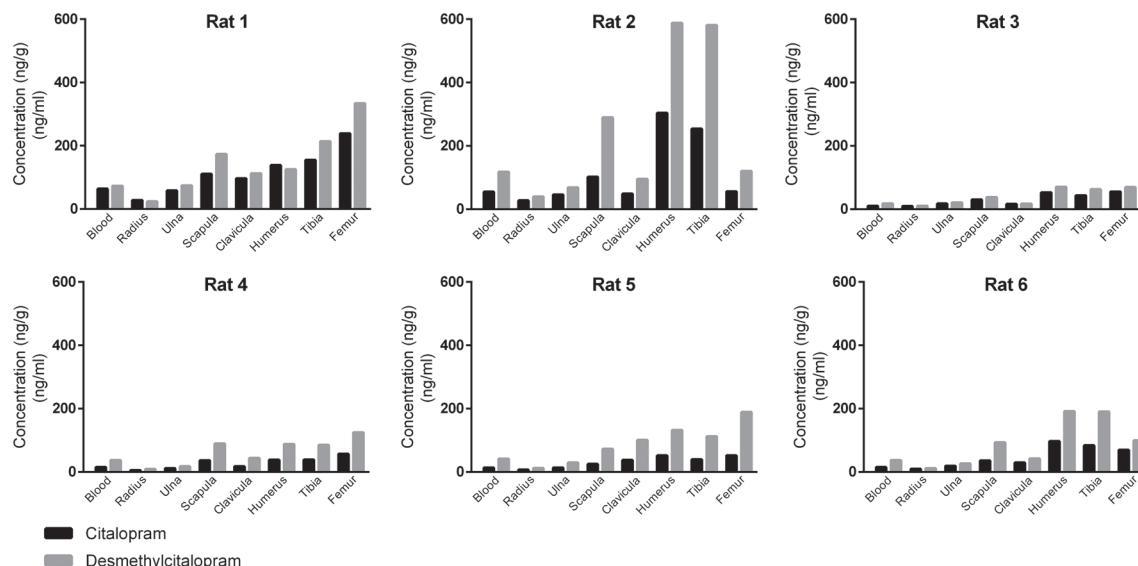 Rat 1
Concentration (ng/g)
(ng/ml)
600
400
200
0
Blood
Radius
Ulna
Scapula
Clavicula
Humerus
Tibia
Femur
Rat 2
Concentration (ng/g)
(ng/ml)
600
400
200
0
Blood
Radius
Ulna
Scapula
Clavicula
Humerus
Tibia
Femur
Rat 3
Concentration (ng/g)
(ng/ml)
600
400
200
0
Blood
Radius
Ulna
Scapula
Clavicula
Humerus
Tibia
Femur
Rat 4
Concentration (ng/g)
(ng/ml)
600
400
200
0
Blood
Radius
Ulna
Scapula
Clavicula
Humerus
Tibia
Femur
Rat 5
Concentration (ng/g)
(ng/ml)
600
400
200
0
Blood
Radius
Ulna
Scapula
Clavicula
Humerus
Tibia
Femur
Rat 6
Concentration (ng/g)
(ng/ml)
600
400
200
0
Blood
Radius
Ulna
Scapula
Clavicula
Humerus
Tibia
Femur
Citalopram
Desmethylcitalopram